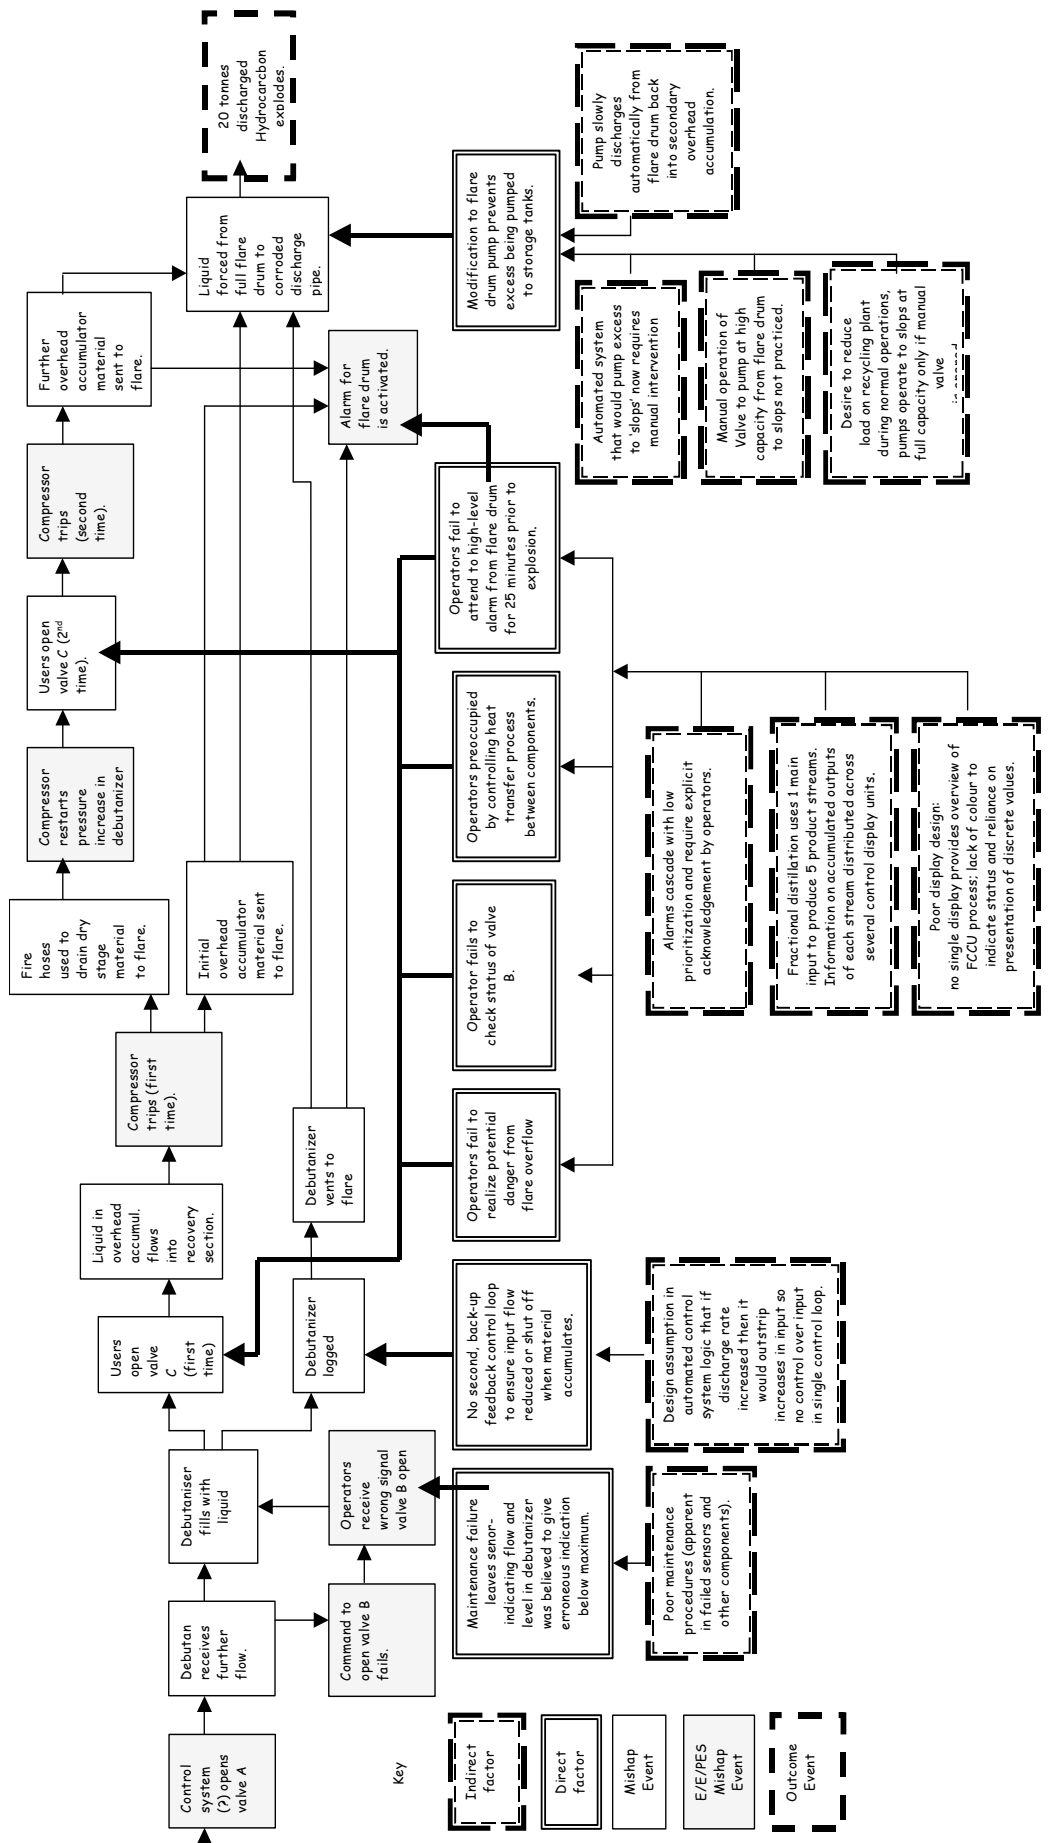 Control
system
(?) opens
valve A
Debutan
receives
further
flow.
Command to
open valve B
fails.
Debutaniser
fills with
liquid
Operators
receive
wrong signal
valve B open
Users
open
valve
C
(first
time)
Debutanizer
logged
Liquid in
overhead
accumul.
flows
into
recovery
section.
Debutanizer
vents to
flare
Compressor
trips (first
time).
Fire
hoses
used to
drain dry
stage
material
to flare.
Initial
overhead
accumulator
material sent
to flare.
Compressor
restarts
pressure
increase in
debutanizer
Users open
valve C (2nd
time).
Compressor
trips
(second
time).
Further
overhead
accumulator
material
sent to
flare.
Alarm for
flare drum
is activated.
Liquid
forced from
full flare
drum to
corroded
discharge
pipe.
20 tonnes
discharged
Hydrocarcbon
explodes.
Maintenance failure
leaves senor-
indicating flow and
level in debutanizer
was believed to give
erroneous indication
below maximum.
No second, back-up
feedback control loop
to ensure input flow
reduced or shut off
when material
accumulates.
Operators fail to
realize potential
danger from
flare overflow
Operator fails to
check status of valve
B.
Operators preoccupied
by controlling heat
transfer process
between components.
Operators fail to
attend to high-level
alarm from flare drum
for 25 minutes prior to
explosion.
Modification to flare
drum pump prevents
excess being pumped
to storage tanks.
Poor maintenance
procedures (apparent
in failed sensors and
other components).
Design assumption in
automated control
system logic that if
discharge rate
increased then it
would outstrip
increases in input so
no control over input
in single control loop.
Alarms cascade with low
prioritization and require explicit
acknowledgement by operators.
Fractional distillation uses 1 main
input to produce 5 product streams.
Information on accumulated outputs
of each stream distributed across
several control display units.
Poor display design:
no single display provides overview of
FCCU process; lack of colour to
indicate status and reliance on
presentation of discrete values.
Automated system
that would pump excess
to 'slops' now requires
manual intervention
Manual operation of
Valve to pump at high
capacity from flare drum
to slops not practiced.
Desire to reduce
load on recycling plant
during normal operations,
pumps operate to slops at
full capacity only if manual
valve
Pump slowly
discharges
automatically from
flare drum back
into secondary
overhead
accumulation.
Key
Indirect
factor
Direct
factor
Mishap
Event
E/E/PES
Mishap
Event
Outcome
Event